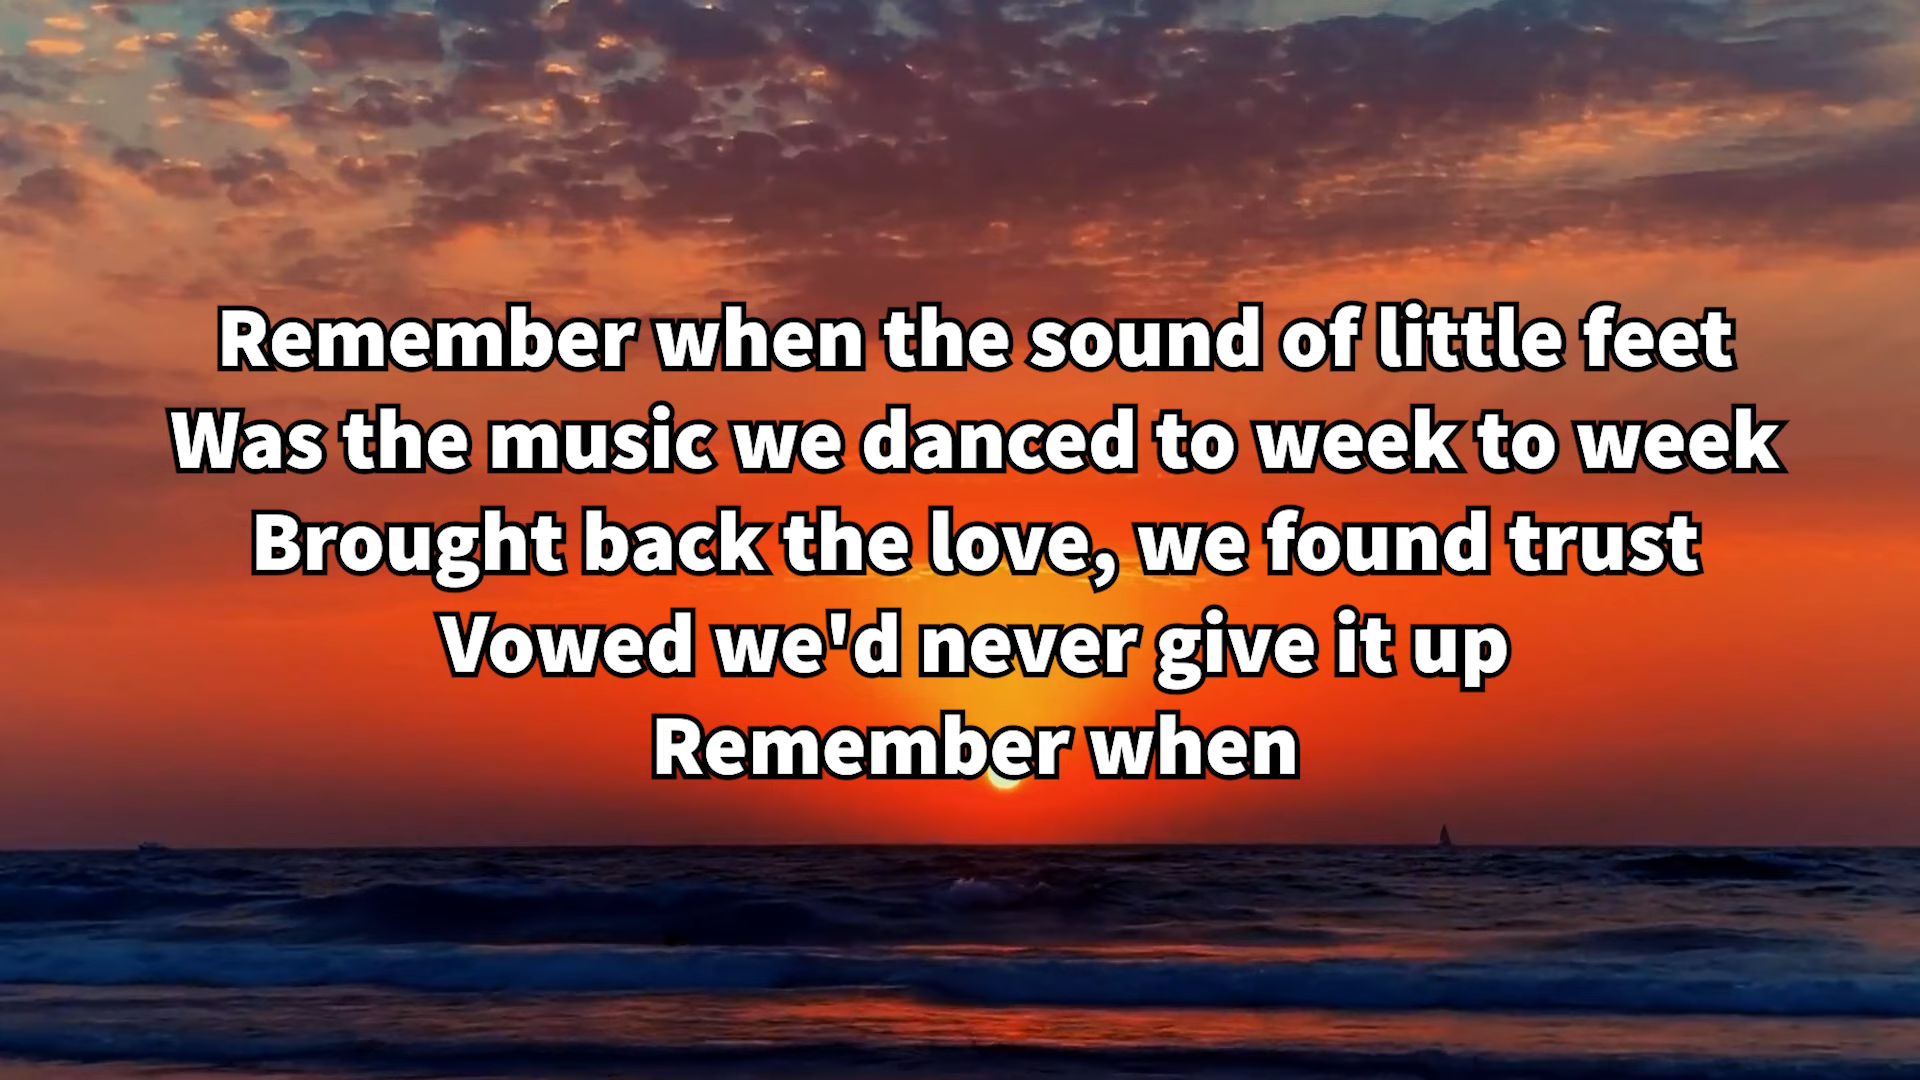 Remember when the sound of little feet
Was the music we danced to week to week
Brought back the love, we found trust
Vowed we'd never give it up
Remember when